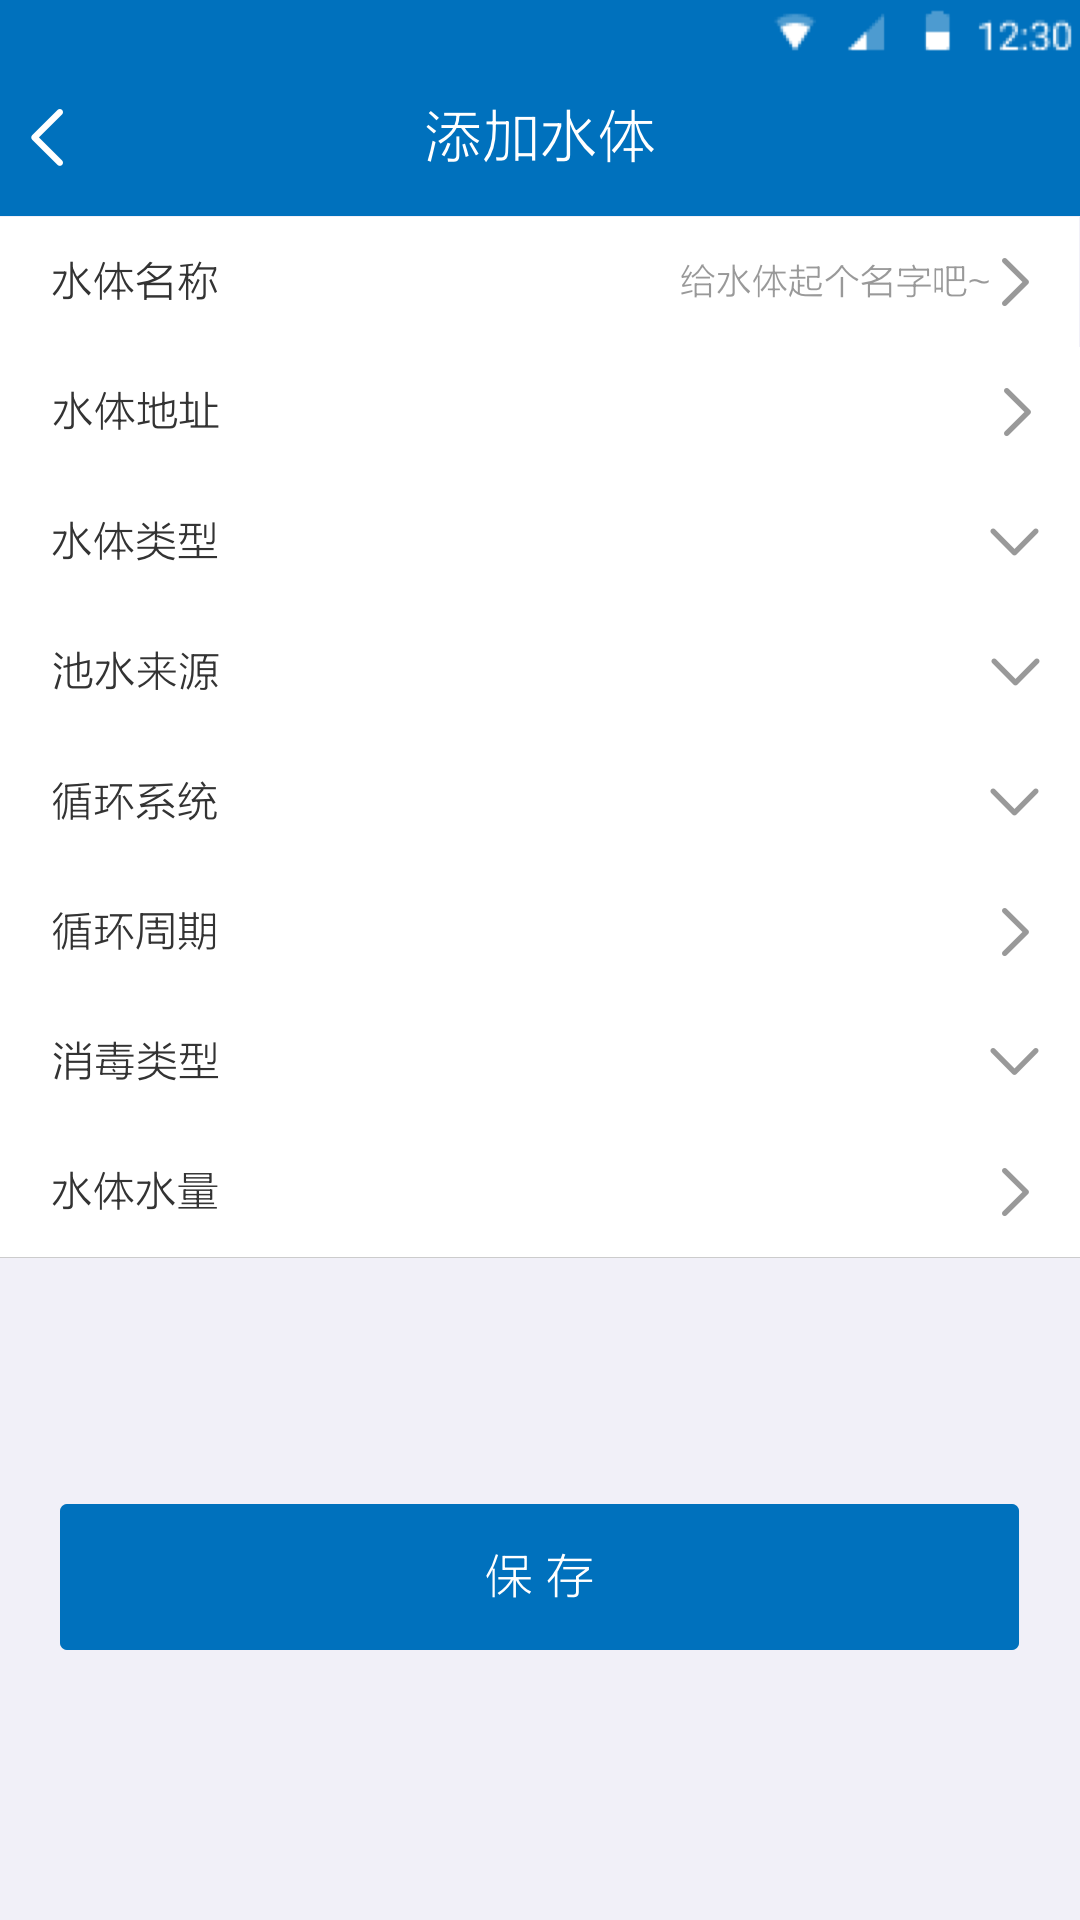 12:30
添加水体
水体名称 给水体起个名字吧~
水体地址
水体类型
池水来源
循环系统
循环周期
消毒类型
水体水量
保存